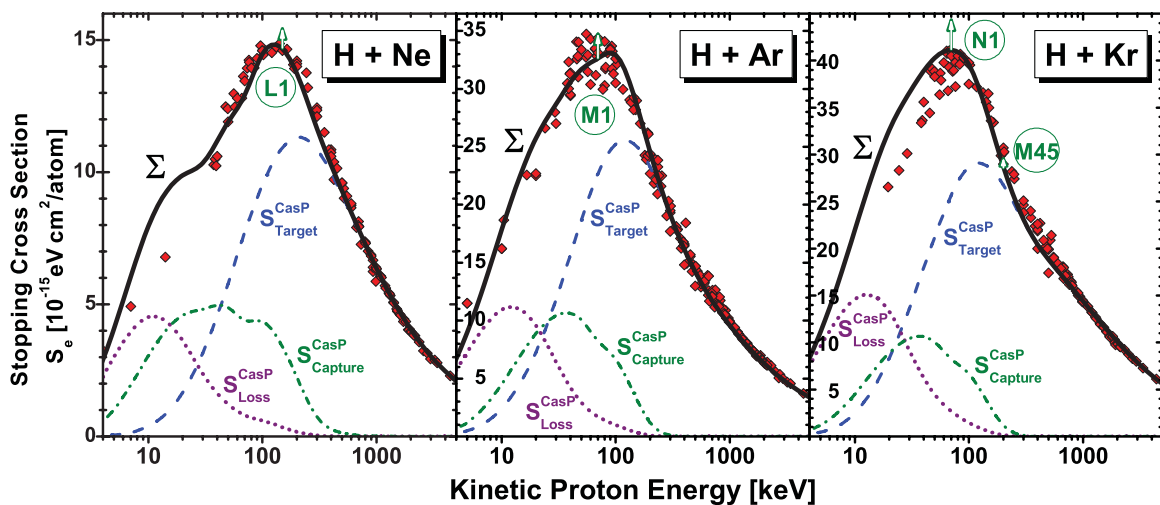 Stopping Cross Section
S_e [10^-15 eV cm^2/atom]
15
10
5
0
H + Ne
L1
Σ
S^CasP_Target
S^CasP_Capture
S^CasP_Loss
10
100
1000
35
30
25
20
15
10
5
H + Ar
M1
Σ
S^CasP_Target
S^CasP_Capture
S^CasP_Loss
10
100
1000
40
35
30
25
20
15
10
5
H + Kr
N1
M45
Σ
S^CasP_Target
S^CasP_Loss
S^CasP_Capture
10
100
1000
Kinetic Proton Energy [keV]